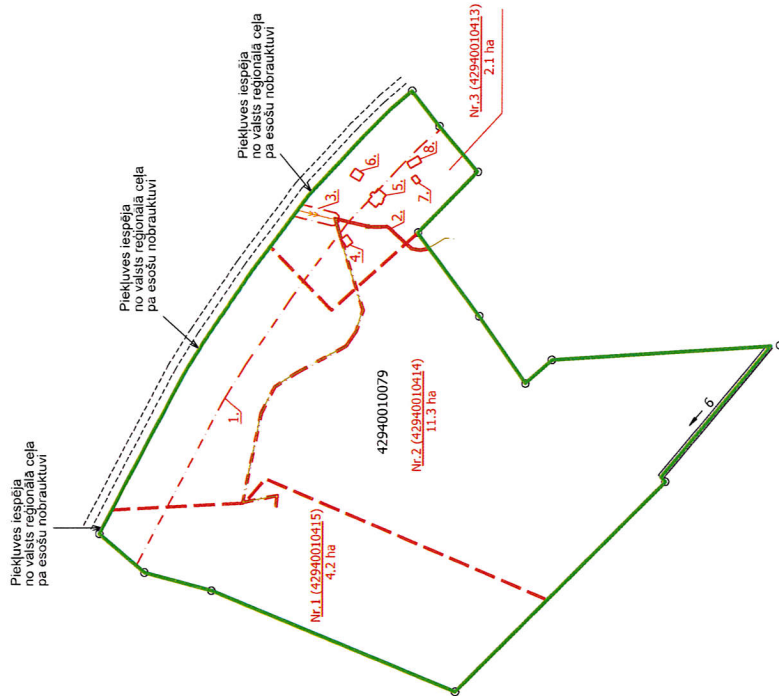 Piekļuves iespēja
no valsts reģionālā ceļa
pa esošu nobrauktuvi
Piekļuves iespēja
no valsts reģionālā ceļa
pa esošu nobrauktuvi
Piekļuves iespēja
no valsts reģionālā ceļa
pa esošu nobrauktuvi
Nr.1 (42940010415)
4.2 ha
42940010079
Nr.2 (42940010414)
11.3 ha
Nr.3 (42940010413)
2.1 ha
1.
2.
3.
4.
5.
6.
7.
8.
6